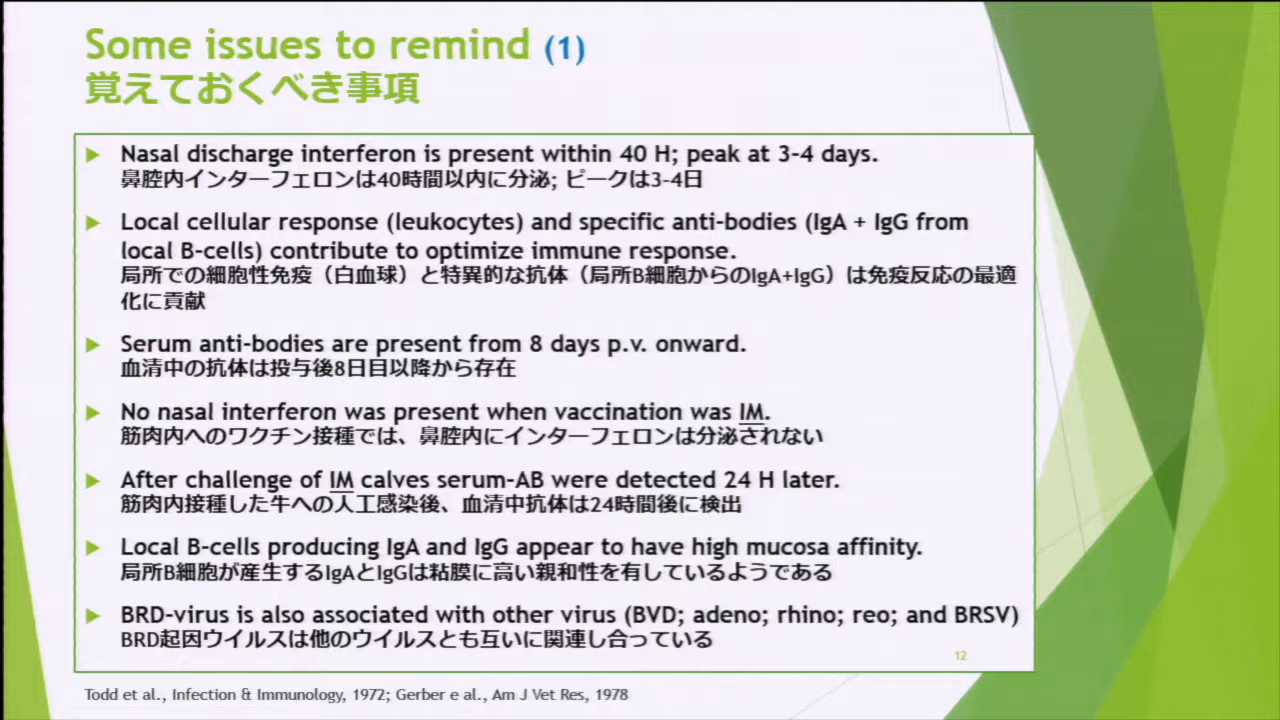 Some issues to remind (1)
覚えておくべき事項
Nasal discharge interferon is present within 40 H; peak at 3-4 days.
鼻腔内インターフェロンは40時間以内に分泌; ピークは3-4日
Local cellular response (leukocytes) and specific anti-bodies (IgA + IgG from
local B-cells) contribute to optimize immune response.
局所での細胞性免疫（白血球）と特異的な抗体（局所B細胞からのIgA+IgG）は免疫反応の最適
化に貢献
Serum anti-bodies are present from 8 days p.v. onward.
血清中の抗体は投与後8日目以降から存在
No nasal interferon was present when vaccination was IM.
筋肉内へのワクチン接種では、鼻腔内にインターフェロンは分泌されない
After challenge of IM calves serum-AB were detected 24 H later.
筋肉内接種した牛への人工感染後、血清中抗体は24時間後に検出
Local B-cells producing IgA and IgG appear to have high mucosa affinity.
局所B細胞が産生するIgAとIgGは粘膜に高い親和性を有しているようである
BRD-virus is also associated with other virus (BVD; adeno; rhino; reo; and BRSV)
BRD起因ウイルスは他のウイルスとも互いに関連し合っている
12
Todd et al., Infection & Immunology, 1972; Gerber e al., Am J Vet Res, 1978